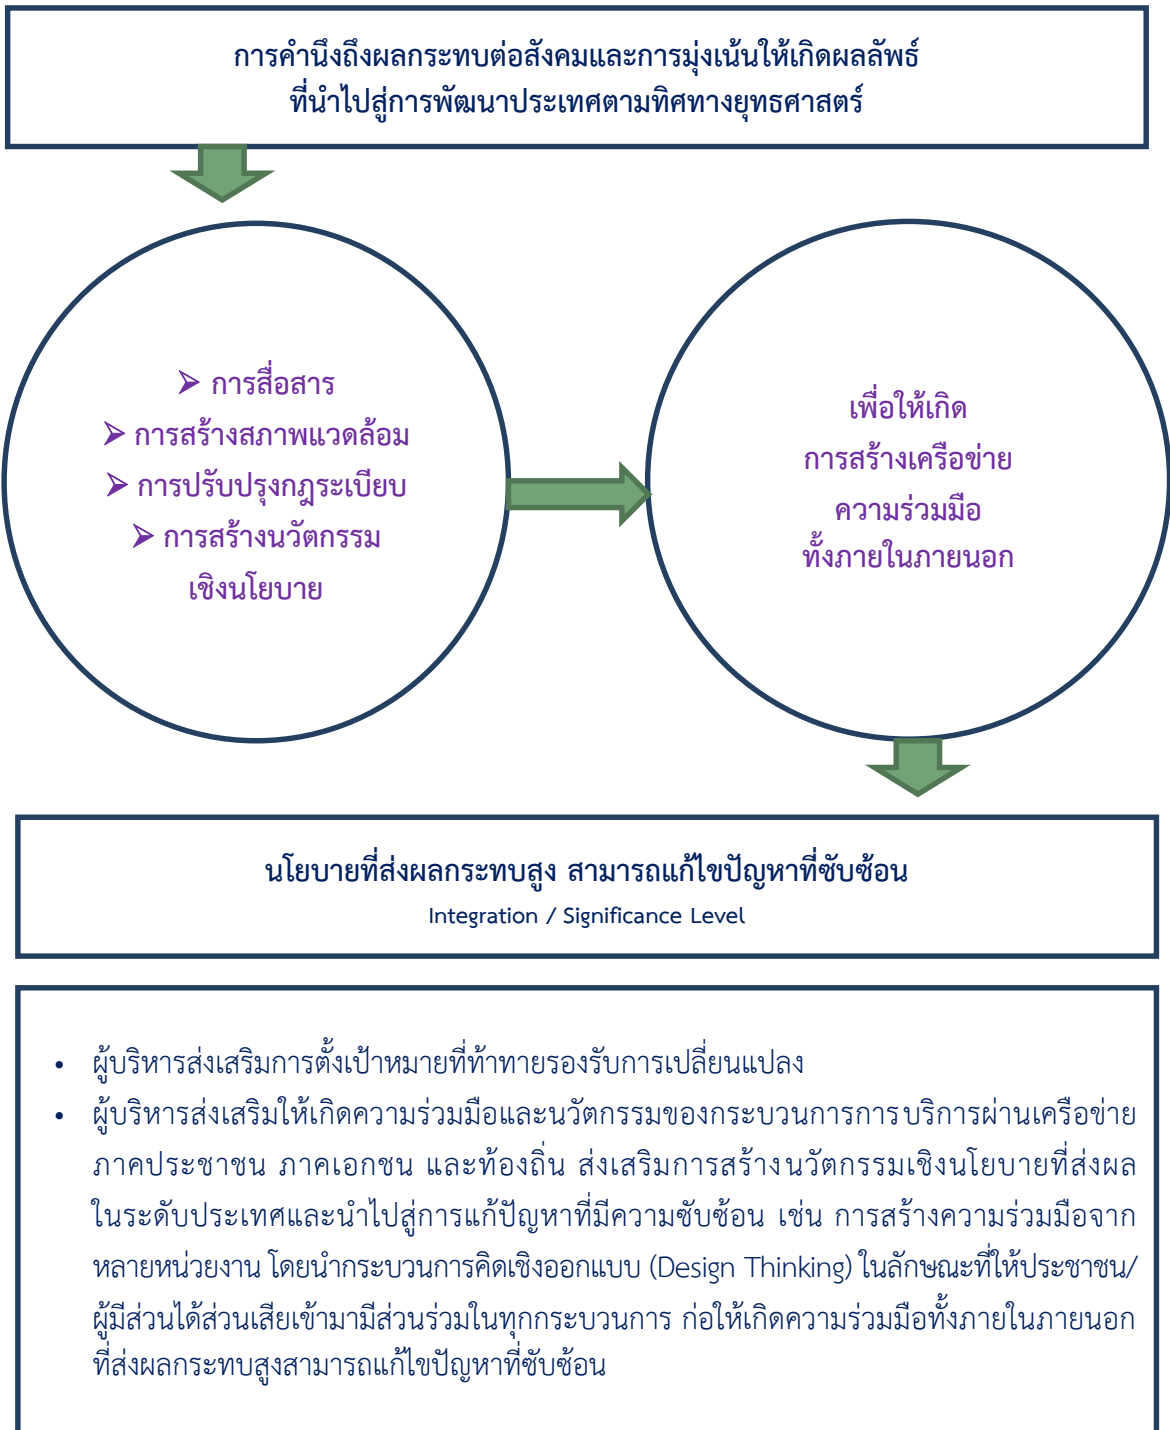 การคำนึงถึงผลกระทบต่อสังคมและการมุ่งเน้นให้เกิดผลลัพธ์
ที่นำไปสู่การพัฒนาประเทศตามทิศทางยุทธศาสตร์
➢ การสื่อสาร
➢ การสร้างสภาพแวดล้อม
➢ การปรับปรุงกฎระเบียบ
➢ การสร้างนวัตกรรม
เชิงนโยบาย
เพื่อให้เกิด
การสร้างเครือข่าย
ความร่วมมือ
ทั้งภายในภายนอก
นโยบายที่ส่งผลกระทบสูง สามารถแก้ไขปัญหาที่ซับซ้อน
Integration / Significance Level
• ผู้บริหารส่งเสริมการตั้งเป้าหมายที่ท้าทายรองรับการเปลี่ยนแปลง
• ผู้บริหารส่งเสริมให้เกิดความร่วมมือและนวัตกรรมของกระบวนการการบริการผ่านเครือข่าย
ภาคประชาชน ภาคเอกชน และท้องถิ่น ส่งเสริมการสร้างนวัตกรรมเชิงนโยบายที่ส่งผล
ในระดับประเทศและนำไปสู่การแก้ปัญหาที่มีความซับซ้อน เช่น การสร้างความร่วมมือจาก
หลายหน่วยงาน โดยนำกระบวนการคิดเชิงออกแบบ (Design Thinking) ในลักษณะที่ให้ประชาชน/
ผู้มีส่วนได้ส่วนเสียเข้ามามีส่วนร่วมในทุกกระบวนการ ก่อให้เกิดความร่วมมือทั้งภายในภายนอก
ที่ส่งผลกระทบสูงสามารถแก้ไขปัญหาที่ซับซ้อน